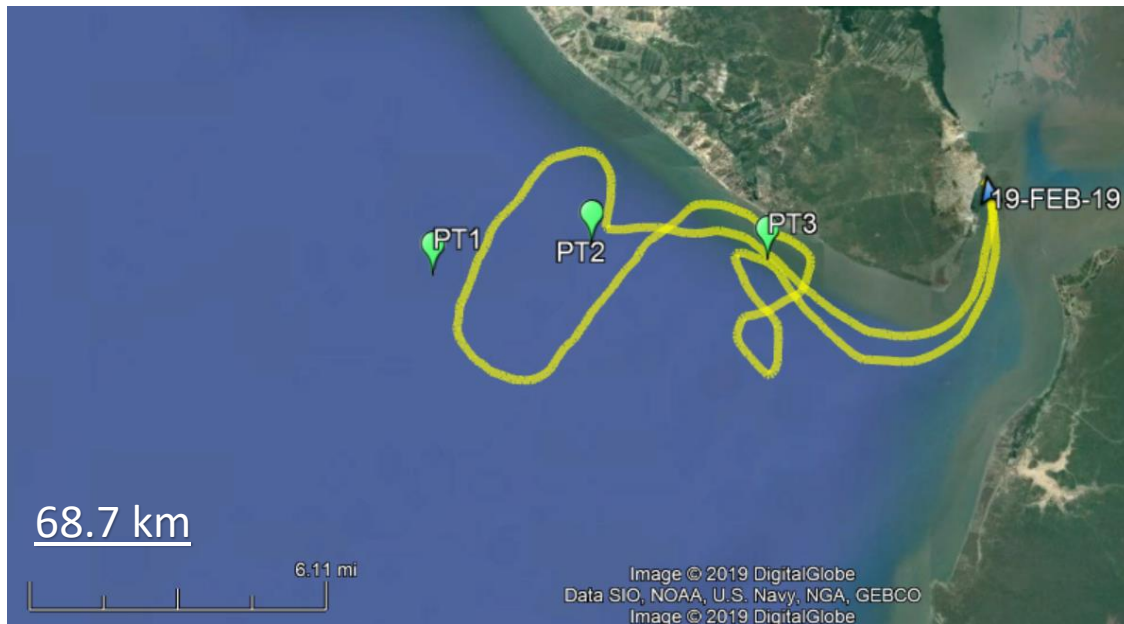 19-FEB-19
PT1
PT2
PT3
68.7 km
6.11 mi
Image © 2019 DigitalGlobe
Data SIO, NOAA, U.S. Navy, NGA, GEBCO
Image © 2019 DigitalGlobe